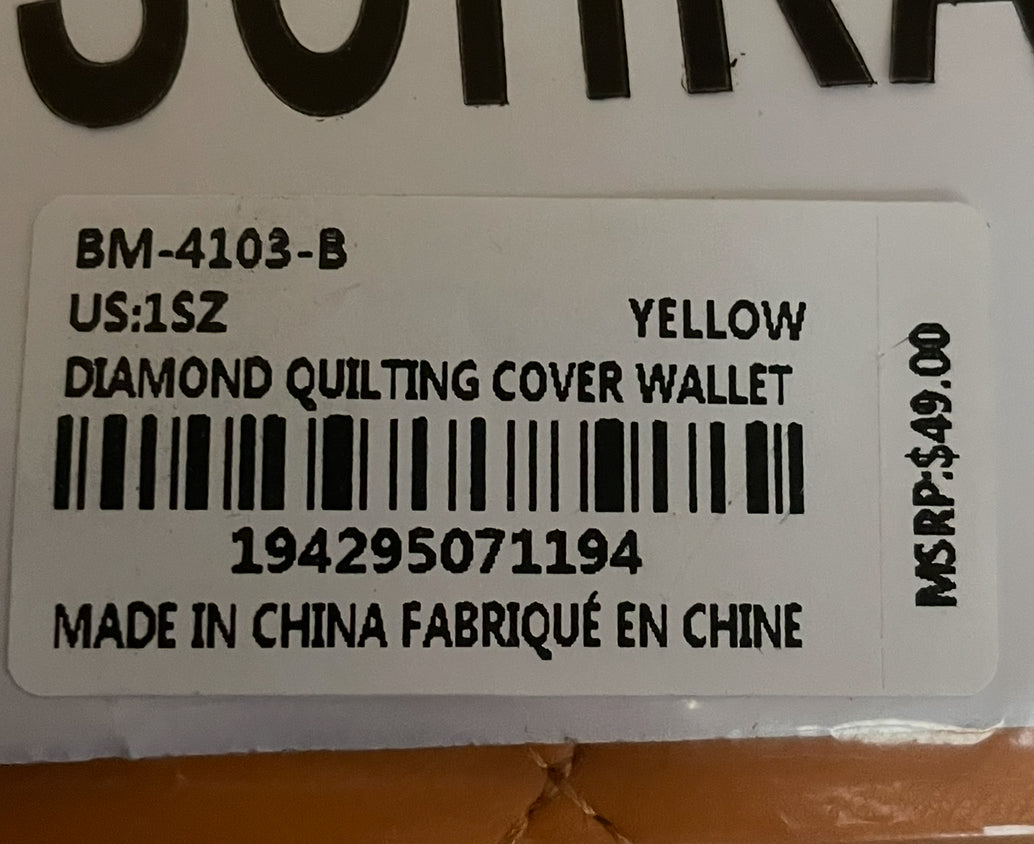 BM-4103-B
US:1SZ YELLOW
DIAMOND QUILTING COVER WALLET
194295071194
MADE IN CHINA FABRIQUÉ EN CHINE
MSRP:$49.00